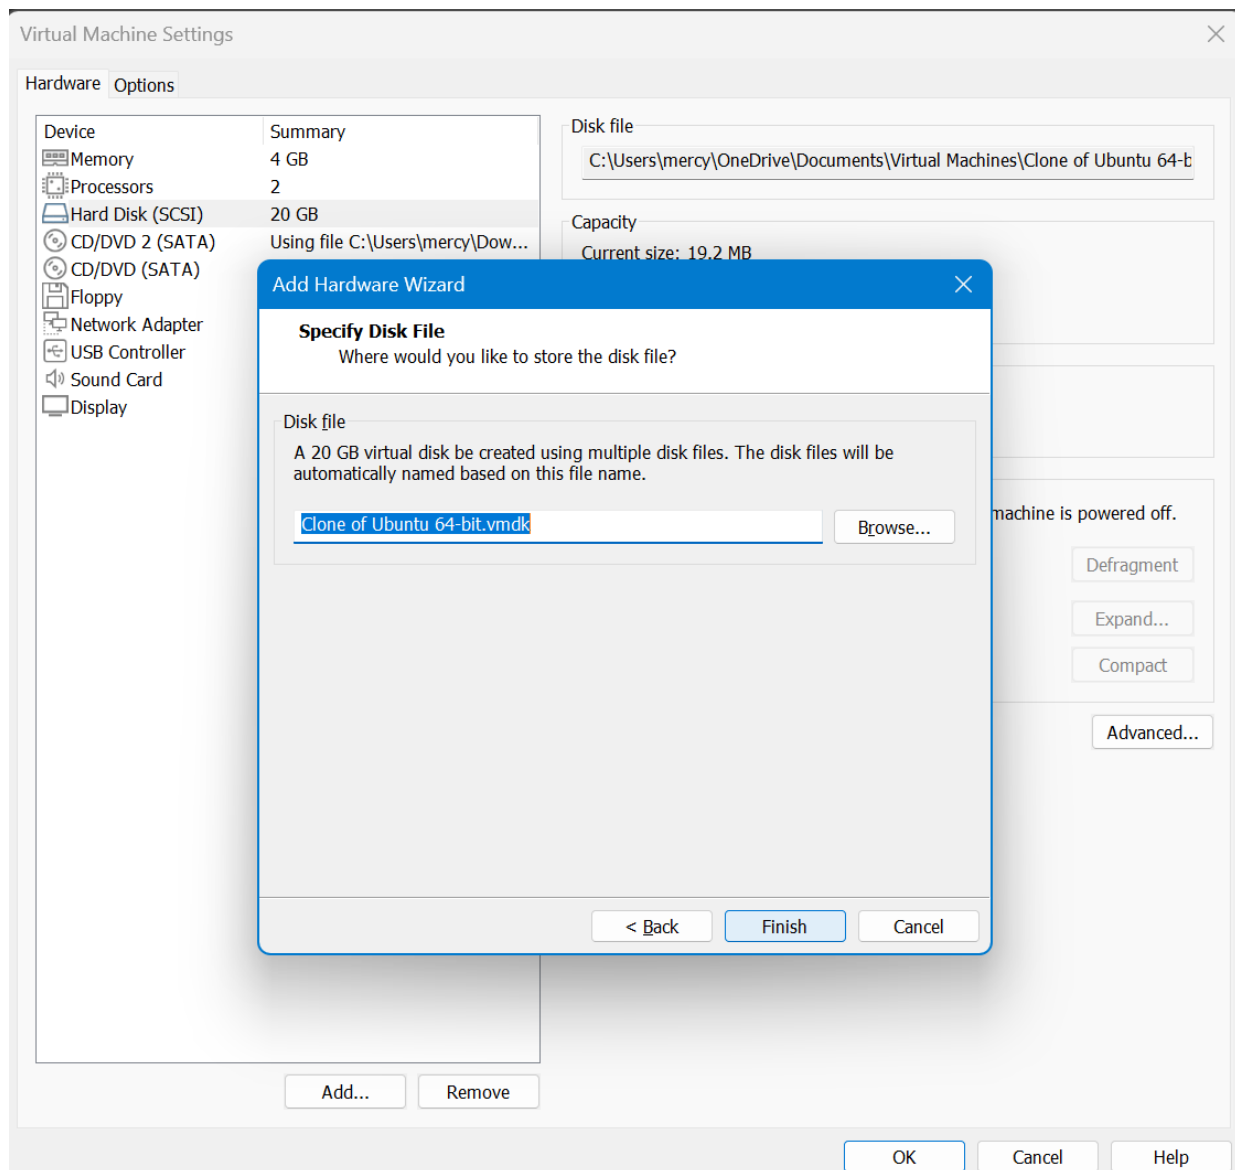 Virtual Machine Settings
Hardware Options
Device Summary
Memory 4 GB
Processors 2
Hard Disk (SCSI) 20 GB
CD/DVD 2 (SATA) Using file C:\Users\mercy\Dow...
CD/DVD (SATA)
Floppy
Network Adapter
USB Controller
Sound Card
Display
Add... Remove
Disk file
C:\Users\mercy\OneDrive\Documents\Virtual Machines\Clone of Ubuntu 64-b
Capacity
Current size: 19.2 MB
machine is powered off.
Defragment
Expand...
Compact
Advanced...
Add Hardware Wizard
Specify Disk File
Where would you like to store the disk file?
Disk file
A 20 GB virtual disk be created using multiple disk files. The disk files will be
automatically named based on this file name.
Clone of Ubuntu 64-bit.vmdk
Browse...
< Back Finish Cancel
OK Cancel Help